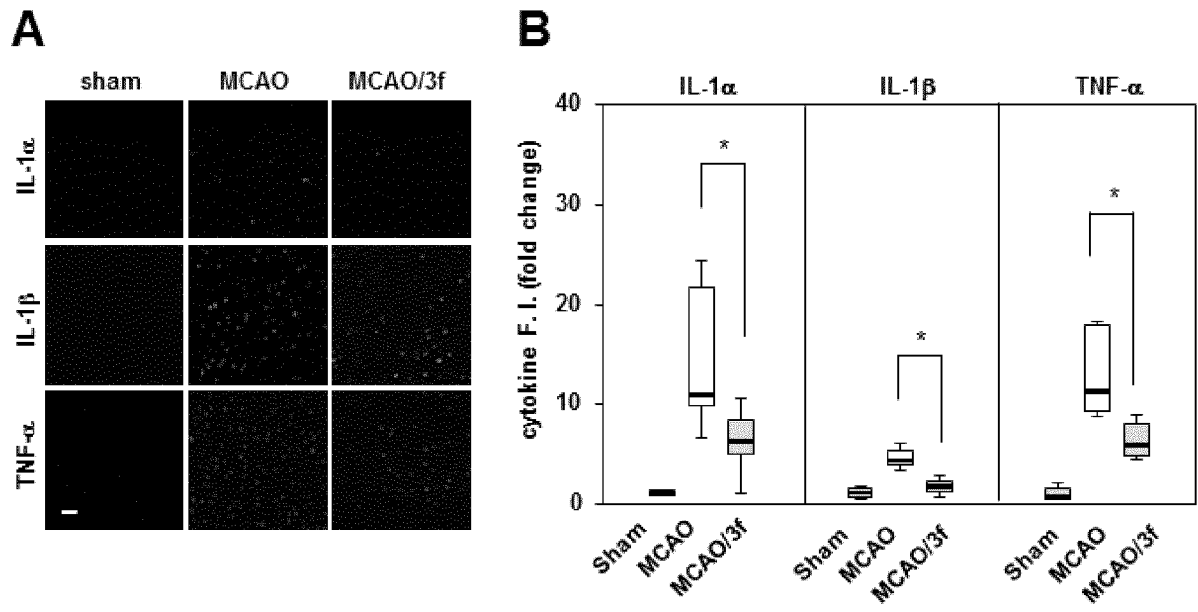 A
sham MCAO MCAO/3f
IL-1α
IL-1β
TNF-α
B
IL-1α IL-1β TNF-α
cytokine F. I. (fold change)
40
30
20
10
0
*
*
*
Sham MCAO MCAO/3f Sham MCAO MCAO/3f Sham MCAO MCAO/3f